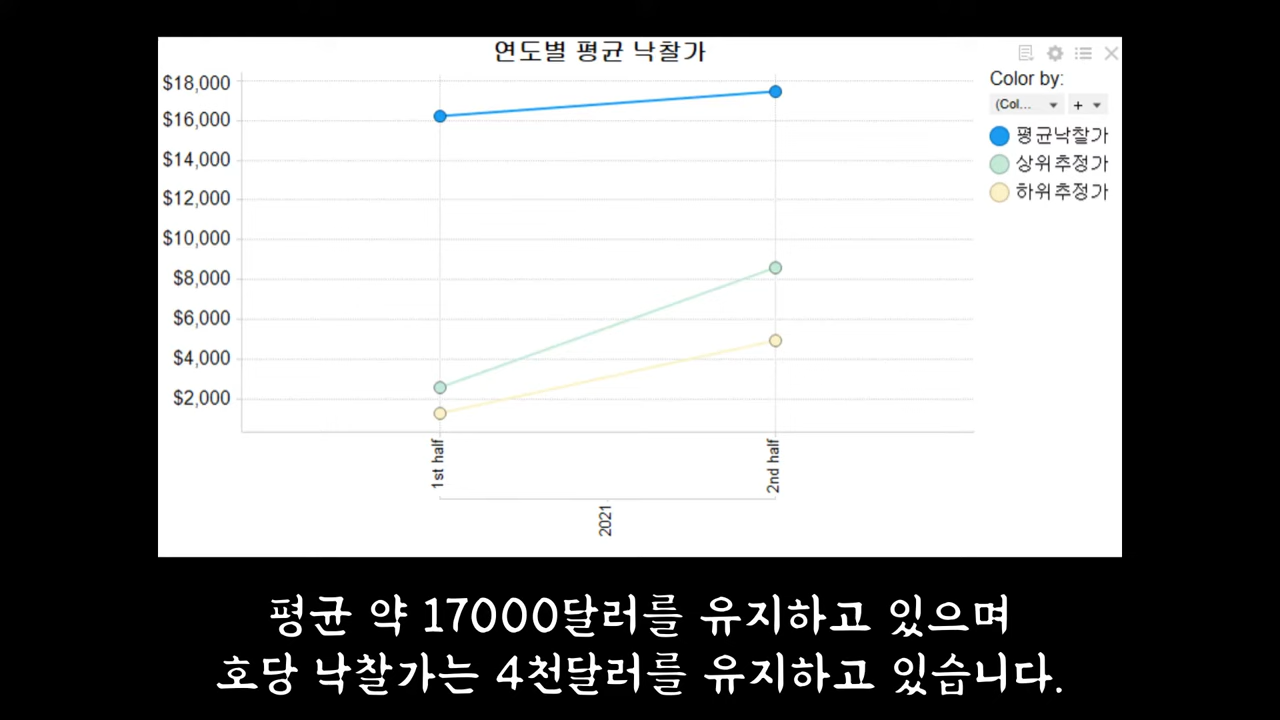 연도별 평균 낙찰가
Color by:
(Col...
+
평균낙찰가
상위추정가
하위추정가
$18,000
$16,000
$14,000
$12,000
$10,000
$8,000
$6,000
$4,000
$2,000
1st half
2nd half
2021
평균 약 17000달러를 유지하고 있으며
호당 낙찰가는 4천달러를 유지하고 있습니다.